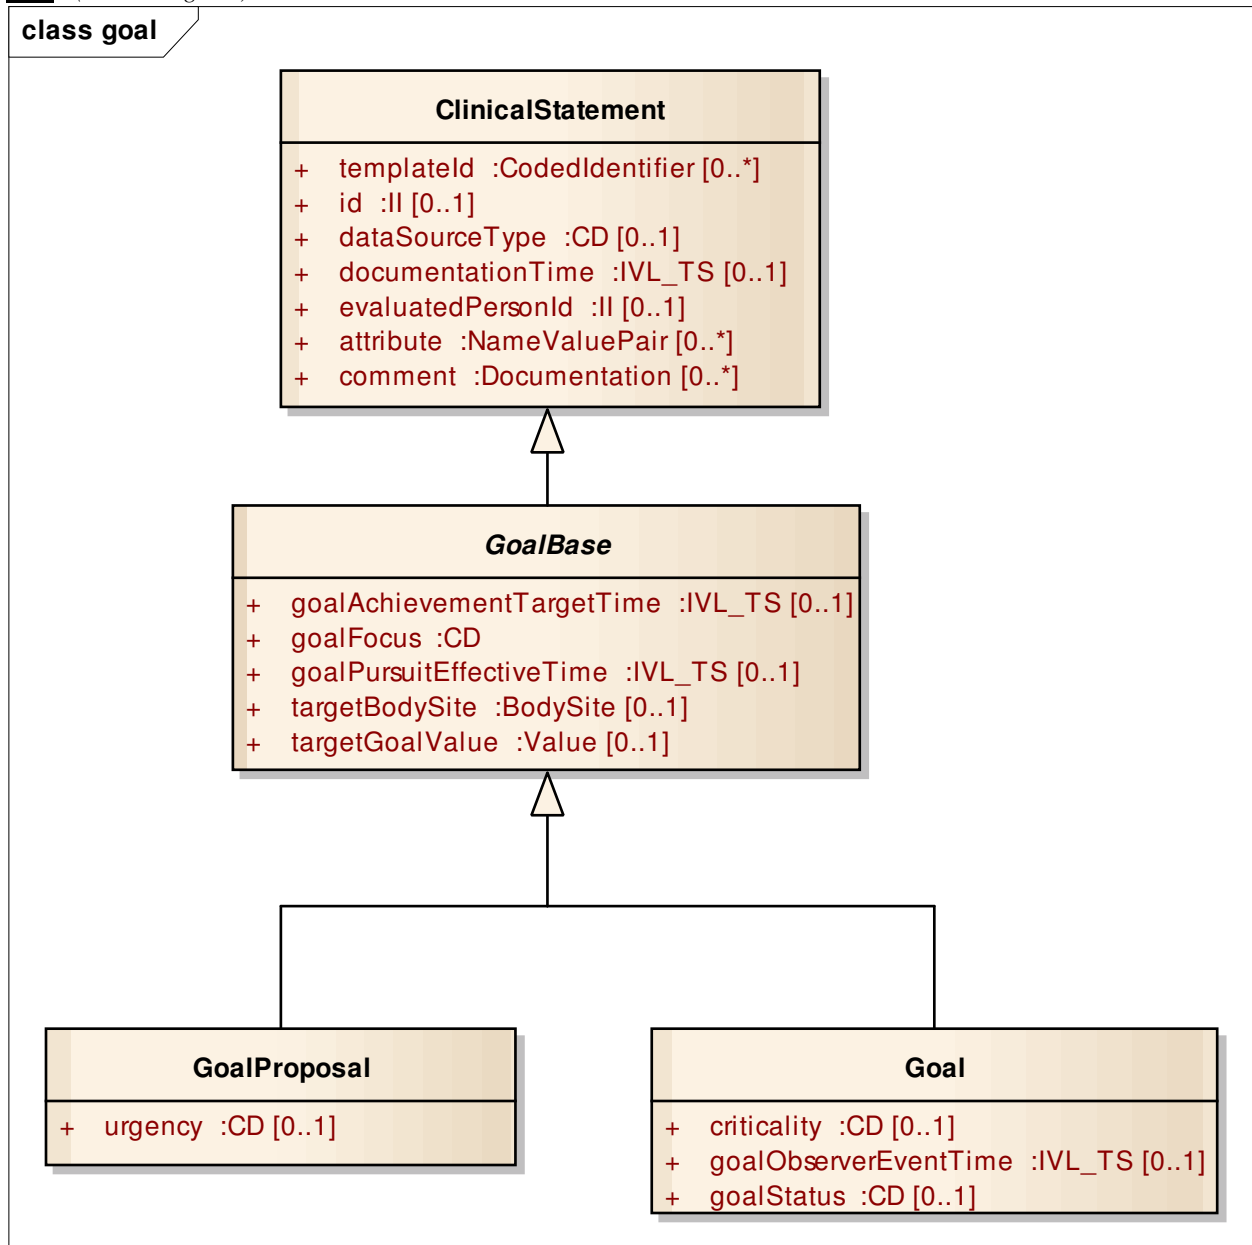 class goal
ClinicalStatement
+ templateId :CodedIdentifier [0..*]
+ id :II [0..1]
+ dataSourceType :CD [0..1]
+ documentationTime :IVL_TS [0..1]
+ evaluatedPersonId :II [0..1]
+ attribute :NameValuePair [0..*]
+ comment :Documentation [0..*]
GoalBase
+ goalAchievementTargetTime :IVL_TS [0..1]
+ goalFocus :CD
+ goalPursuitEffectiveTime :IVL_TS [0..1]
+ targetBodySite :BodySite [0..1]
+ targetGoalValue :Value [0..1]
GoalProposal
+ urgency :CD [0..1]
Goal
+ criticality :CD [0..1]
+ goalObserverEventTime :IVL_TS [0..1]
+ goalStatus :CD [0..1]